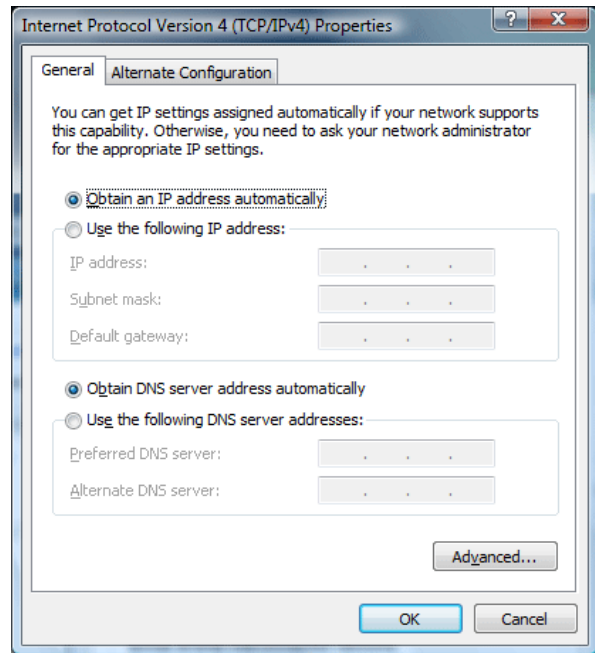 Internet Protocol Version 4 (TCP/IPv4) Properties
General
Alternate Configuration
You can get IP settings assigned automatically if your network supports
this capability. Otherwise, you need to ask your network administrator
for the appropriate IP settings.
Obtain an IP address automatically
Use the following IP address:
IP address:
Subnet mask:
Default gateway:
Obtain DNS server address automatically
Use the following DNS server addresses:
Preferred DNS server:
Alternate DNS server:
Advanced...
OK
Cancel